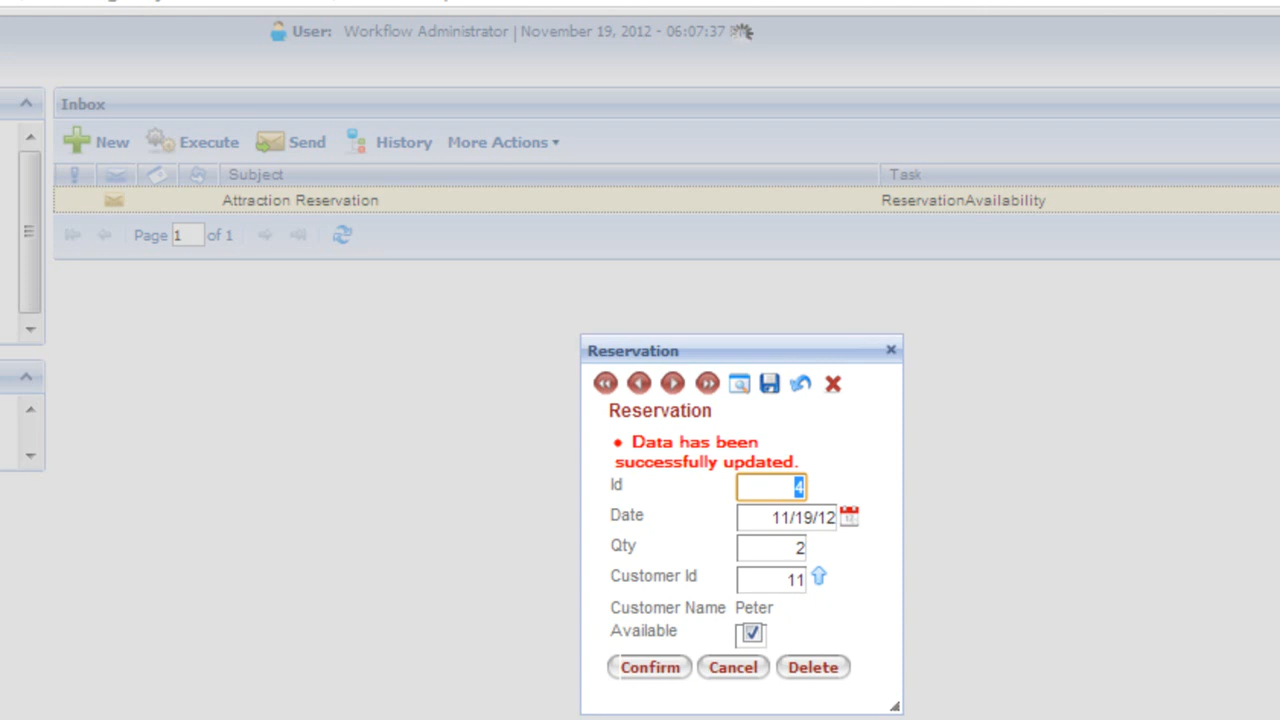 User: Workflow Administrator | November 19, 2012 - 06:07:37
Inbox
New Execute Send History More Actions
Subject Task
Attraction Reservation ReservationAvailability
Page 1 of 1
Reservation
Reservation
• Data has been
successfully updated.
Id 4
Date 11/19/12
Qty 2
Customer Id 11
Customer Name Peter
Available
Confirm Cancel Delete